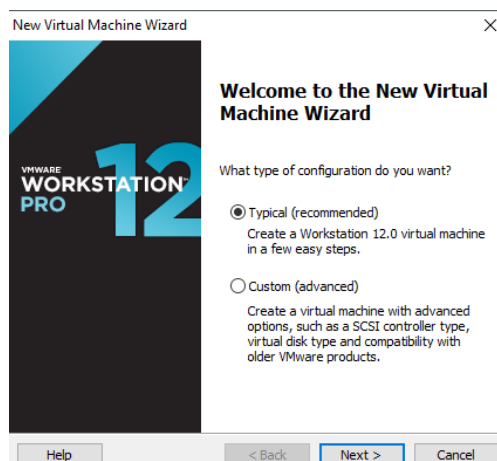 New Virtual Machine Wizard
VMWARE
WORKSTATION™
PRO
12
Welcome to the New Virtual
Machine Wizard
What type of configuration do you want?
Typical (recommended)
Create a Workstation 12.0 virtual machine
in a few easy steps.
Custom (advanced)
Create a virtual machine with advanced
options, such as a SCSI controller type,
virtual disk type and compatibility with
older VMware products.
Help
< Back
Next >
Cancel